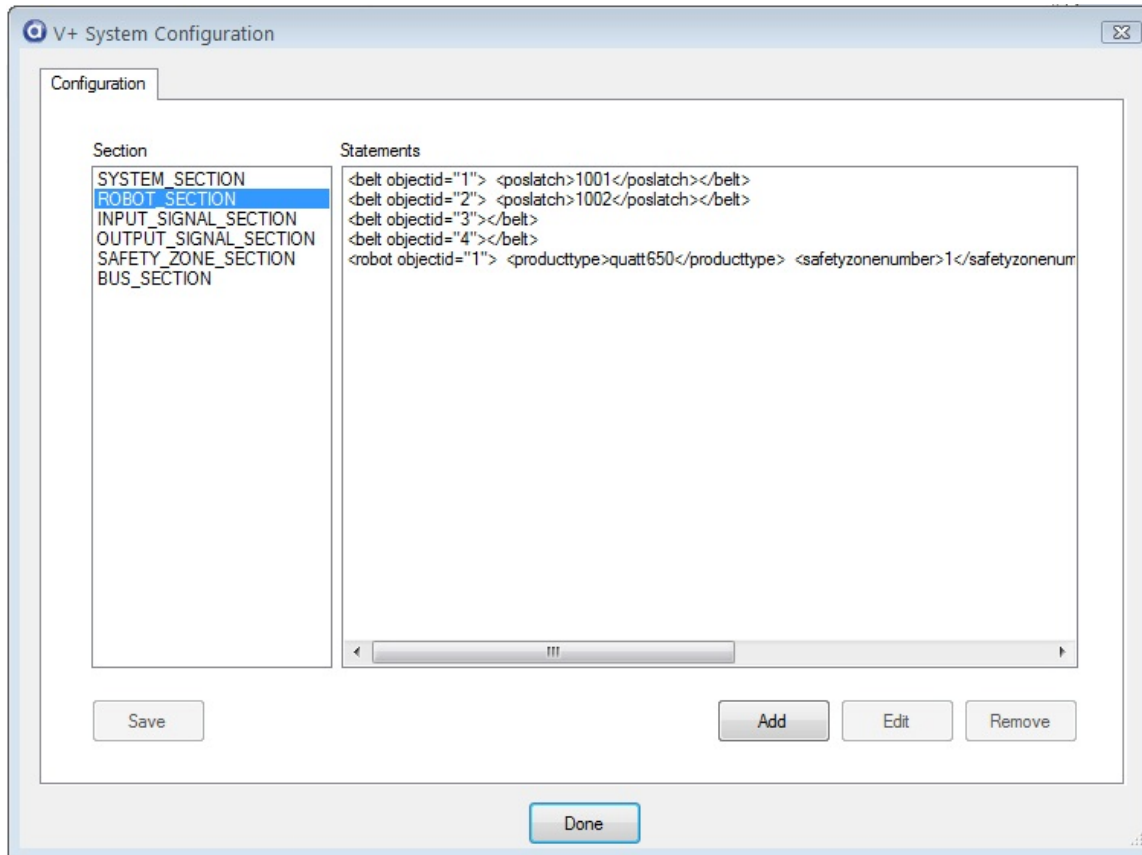 V+ System Configuration
Configuration
Section
Statements
SYSTEM_SECTION
ROBOT_SECTION
INPUT_SIGNAL_SECTION
OUTPUT_SIGNAL_SECTION
SAFETY_ZONE_SECTION
BUS_SECTION
<belt objectid="1"> <poslatch>1001</poslatch></belt>
<belt objectid="2"> <poslatch>1002</poslatch></belt>
<belt objectid="3"></belt>
<belt objectid="4"></belt>
<robot objectid="1"> <producttype>quatt650</producttype> <safetyzonenumber>1</safetyzonenum
Save
Add
Edit
Remove
Done